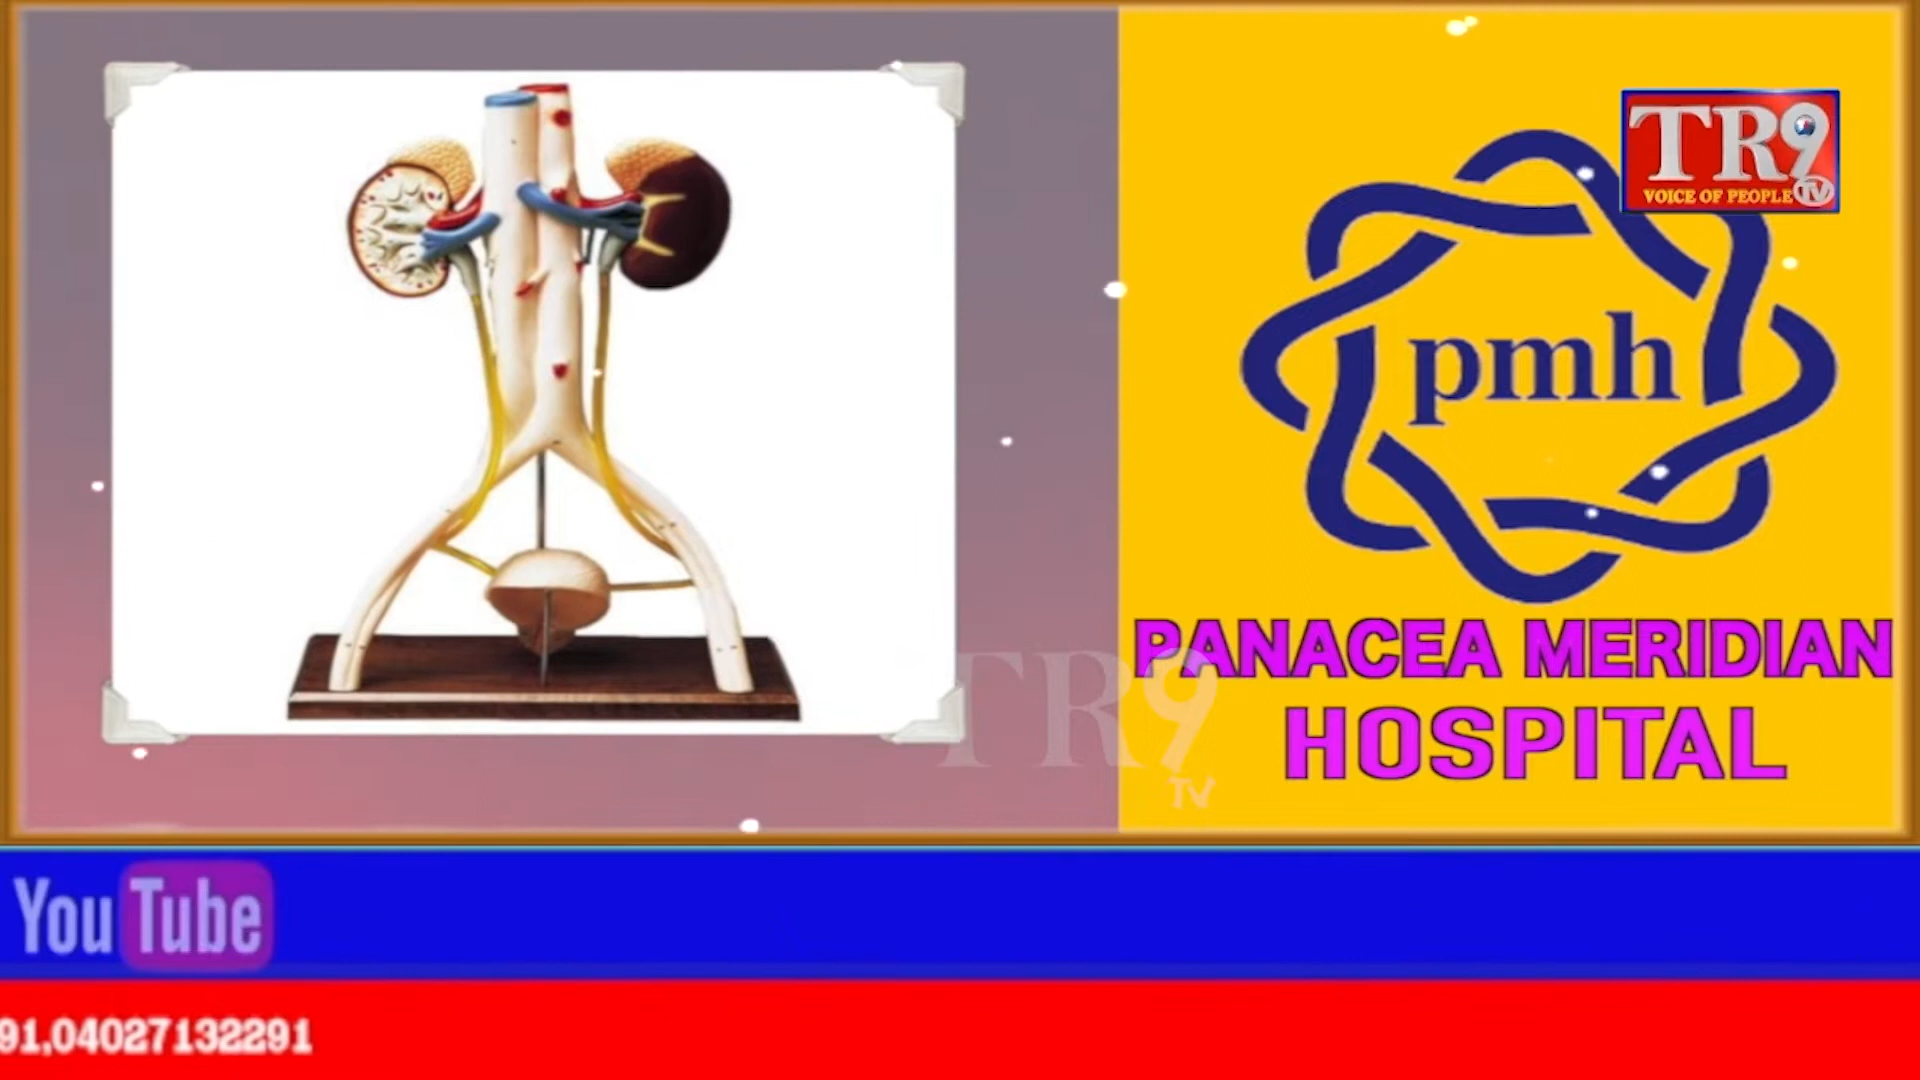 TR9
VOICE OF PEOPLE TV
pmh
PANACEA MERIDIAN
HOSPITAL
TR9
TV
YouTube
91,04027132291